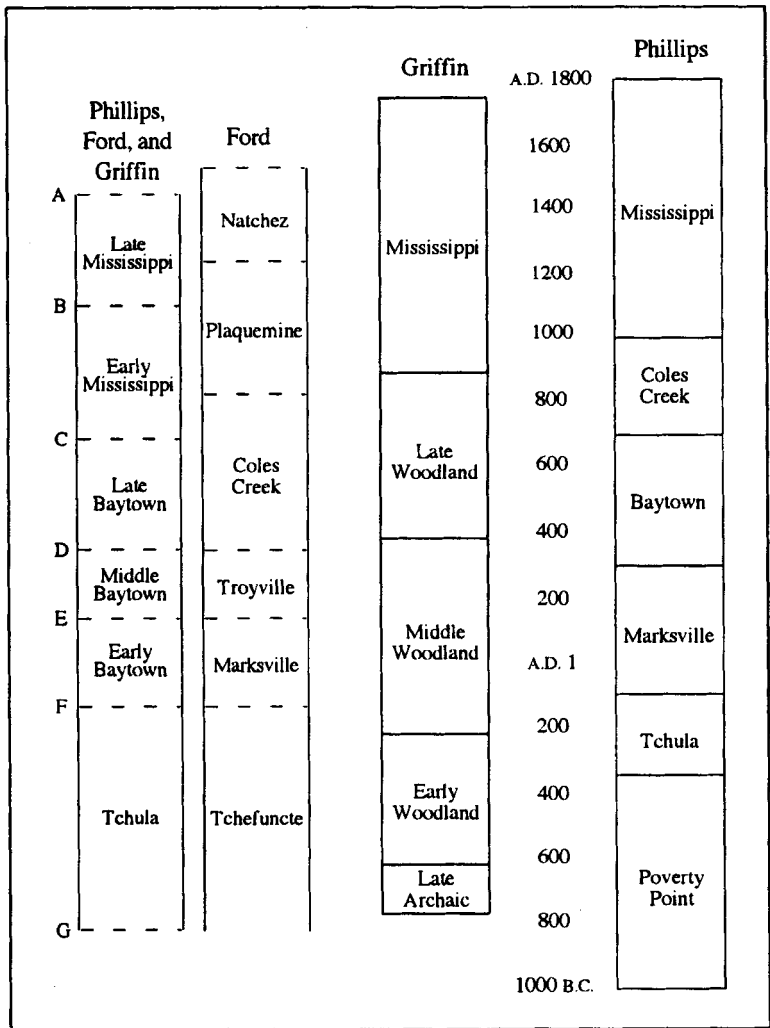 Phillips,
Ford, and
Griffin
A
Late
Mississippi
B
Early
Mississippi
C
Late
Baytown
D
Middle
Baytown
E
Early
Baytown
F
Tchula
G
Ford
Natchez
Plaquemine
Coles
Creek
Troyville
Marksville
Tchefuncte
Griffin
Mississippi
Late
Woodland
Middle
Woodland
Early
Woodland
Late
Archaic
A.D. 1800
1600
1400
1200
1000
800
600
400
200
A.D. 1
200
400
600
800
1000 B.C.
Phillips
Mississippi
Coles
Creek
Baytown
Marksville
Tchula
Poverty
Point